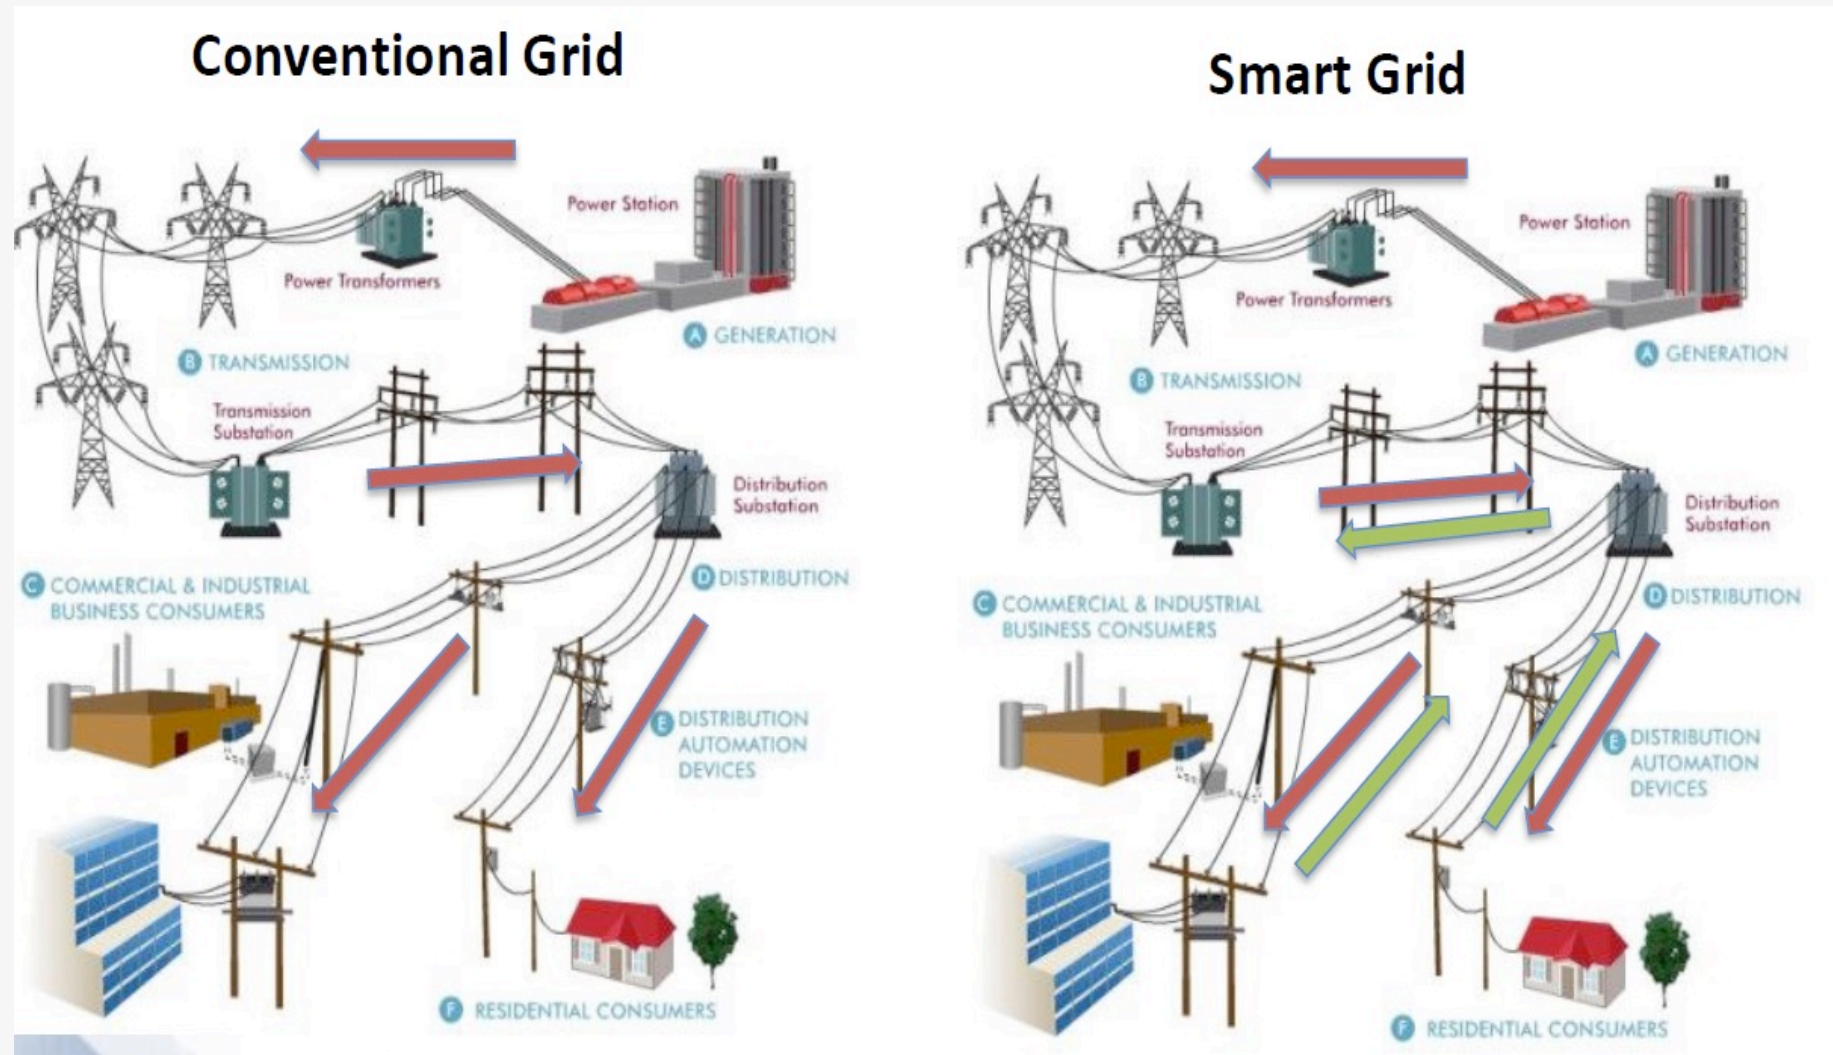 Conventional Grid
Power Station
Power Transformers
A GENERATION
B TRANSMISSION
Transmission
Substation
Distribution
Substation
C COMMERCIAL & INDUSTRIAL
BUSINESS CONSUMERS
D DISTRIBUTION
E DISTRIBUTION
AUTOMATION
DEVICES
F RESIDENTIAL CONSUMERS
Smart Grid
Power Station
Power Transformers
A GENERATION
B TRANSMISSION
Transmission
Substation
Distribution
Substation
C COMMERCIAL & INDUSTRIAL
BUSINESS CONSUMERS
D DISTRIBUTION
E DISTRIBUTION
AUTOMATION
DEVICES
F RESIDENTIAL CONSUMERS